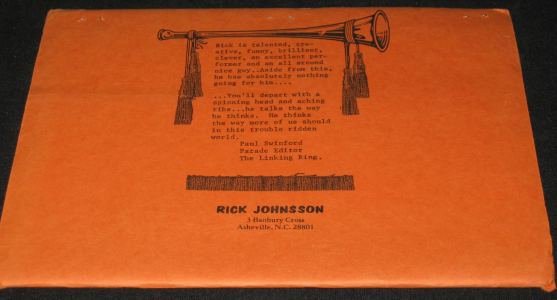 Rick is talented, cre-
ative, funny, brilliant,
clever, an excellent per-
former and an all around
nice guy..Aside from this,
he has absolutely nothing
going for him....
...You'll depart with a
spinning head and aching
ribs...he talks the way
he thinks. He thinks
the way more of us should
in this trouble ridden
world.
Paul Swinford
Parade Editor
The Linking Ring.
RICK JOHNSSON
3 Banbury Cross
Asheville, N.C. 28801